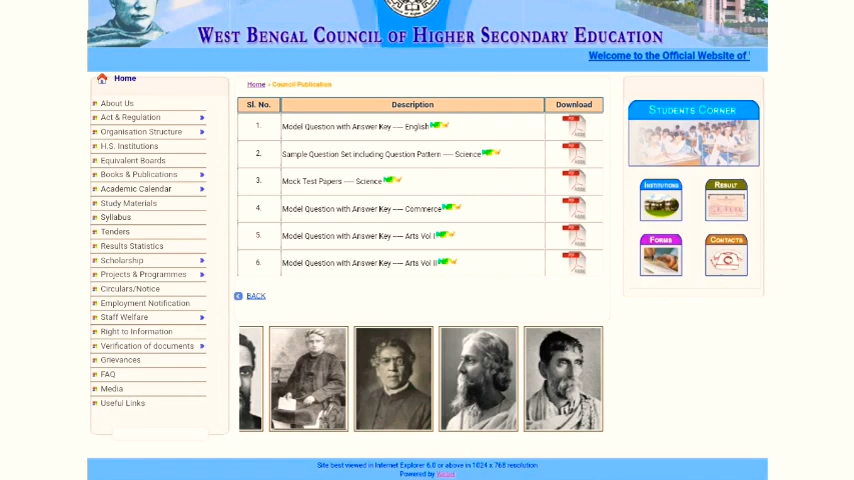 WEST BENGAL COUNCIL OF HIGHER SECONDARY EDUCATION
Welcome to the Official Website of
Home
About Us
Act & Regulation
Organisation Structure
H.S. Institutions
Equivalent Boards
Books & Publications
Academic Calendar
Study Materials
Syllabus
Tenders
Results Statistics
Scholarship
Projects & Programmes
Circulars/Notice
Employment Notification
Staff Welfare
Right to Information
Verification of documents
Grievances
FAQ
Media
Useful Links
Home » Council Publication
Sl. No. Description Download
1. Model Question with Answer Key ---- English
2. Sample Question Set including Question Pattern ---- Science
3. Mock Test Papers ---- Science
4. Model Question with Answer Key ---- Commerce
5. Model Question with Answer Key ---- Arts Vol I
6. Model Question with Answer Key ---- Arts Vol II
BACK
STUDENTS CORNER
INSTITUTIONS
RESULT
FORMS
CONTACTS
Site best viewed in Internet Explorer 6.0 or above in 1024 x 768 resolution
Powered by